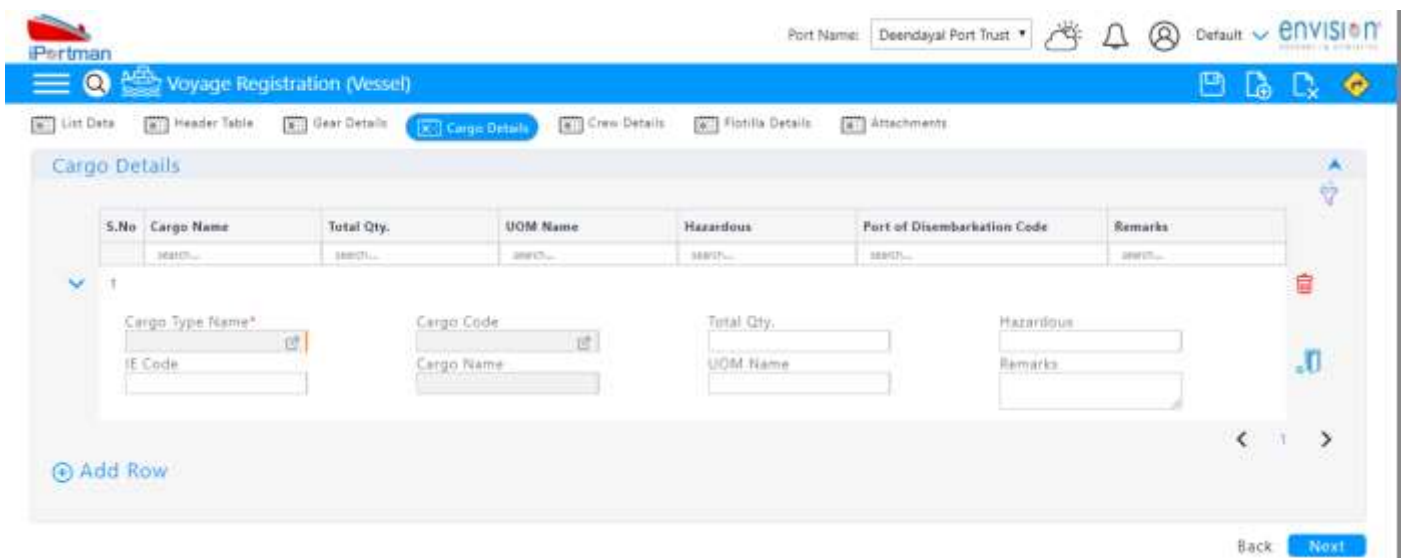 Port Name: Deendayal Port Trust Default envision
iPortman
Voyage Registration (Vessel)
List Data Header Table Gear Details Cargo Details Crew Details Flotilla Details Attachments
Cargo Details
S.No Cargo Name Total Qty. UOM Name Hazardous Port of Disembarkation Code Remarks
search... search... search... search... search... search...
1
Cargo Type Name* Cargo Code Total Qty. Hazardous
IE Code Cargo Name UOM Name Remarks
1
Add Row
Back Next